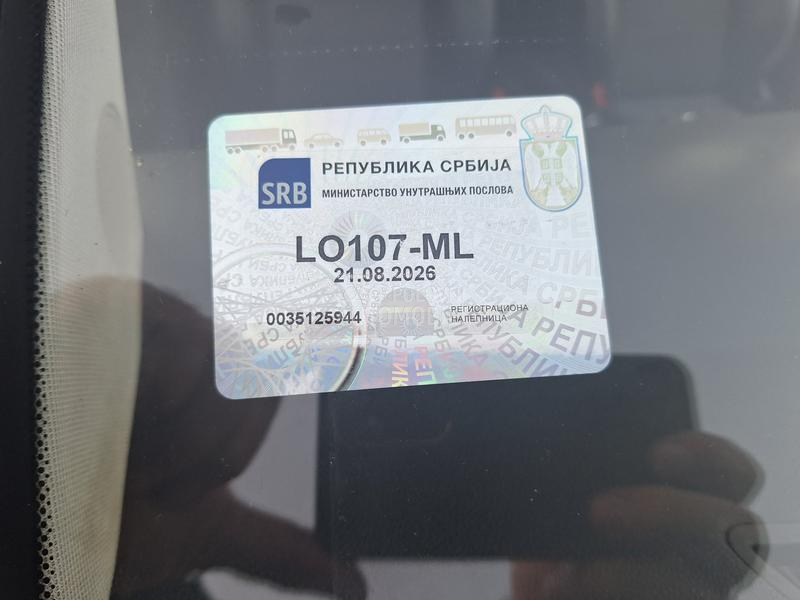 РЕПУБЛИКА СРБИЈА
SRB
МИНИСТАРСТВО УНУТРАШЊИХ ПОСЛОВА
LO107-ML
21.08.2026
0035125944
РЕГИСТРАЦИОНА
НАЛЕПНИЦА